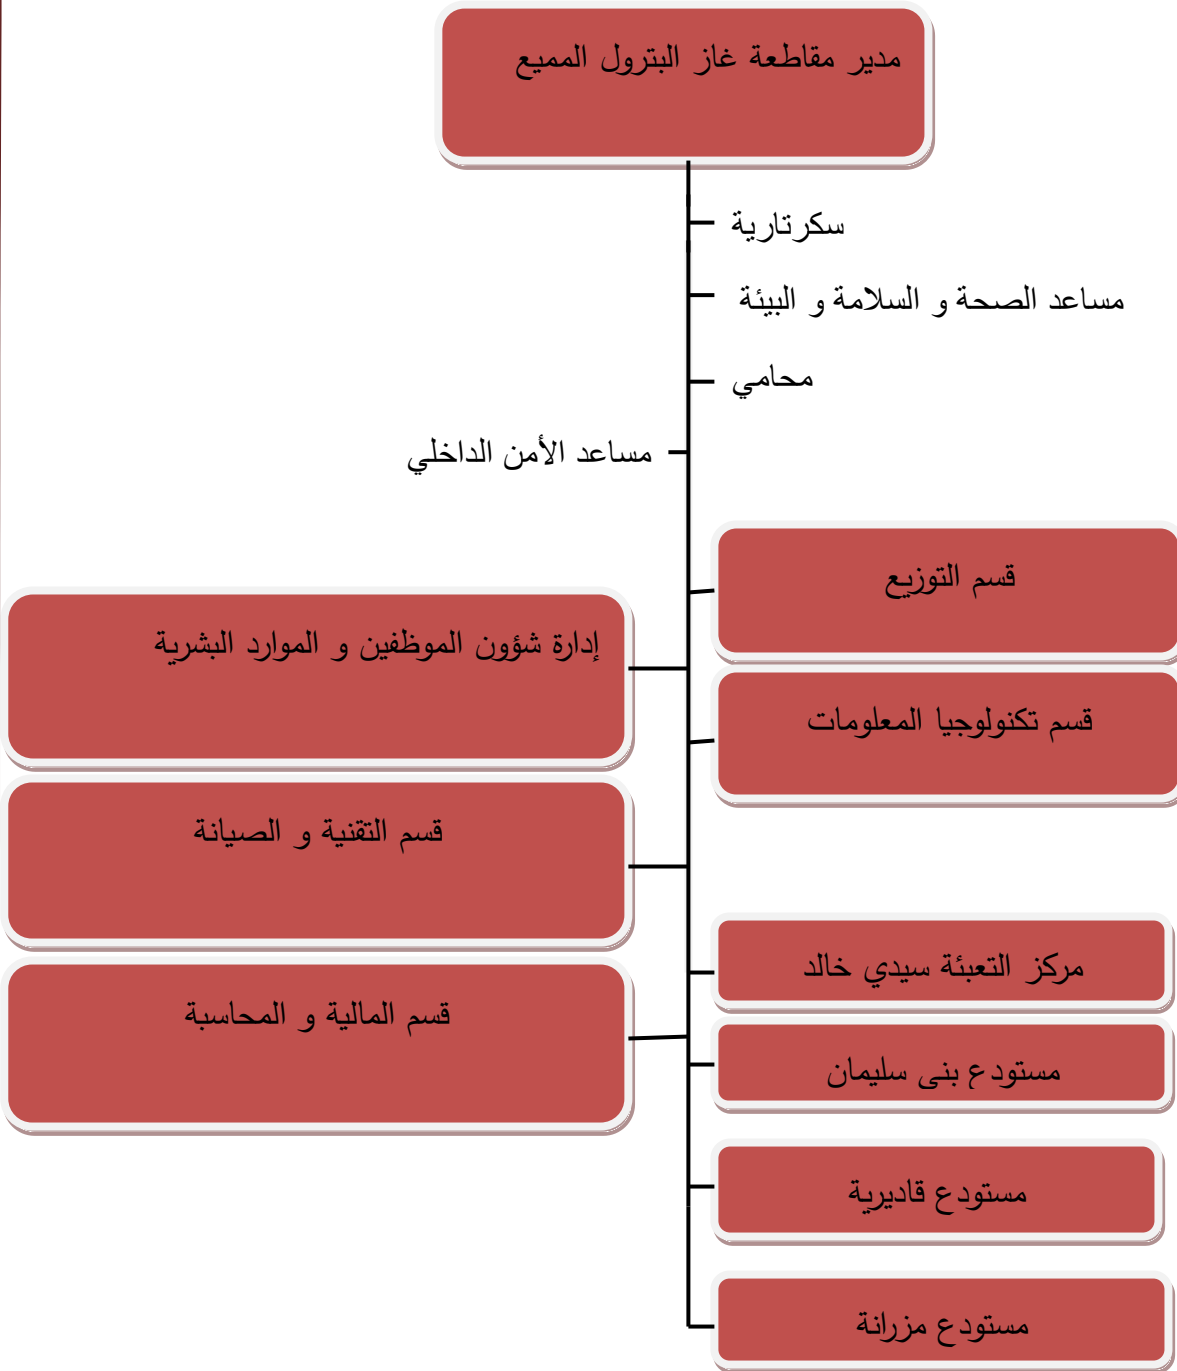 مدير مقاطعة غاز البترول المميع
سكرتارية
مساعد الصحة و السلامة و البيئة
محامي
مساعد الأمن الداخلي
قسم التوزيع
إدارة شؤون الموظفين و الموارد البشرية
قسم تكنولوجيا المعلومات
قسم التقنية و الصيانة
مركز التعبئة سيدي خالد
قسم المالية و المحاسبة
مستودع بنى سليمان
مستودع قاديرية
مستودع مزرانة